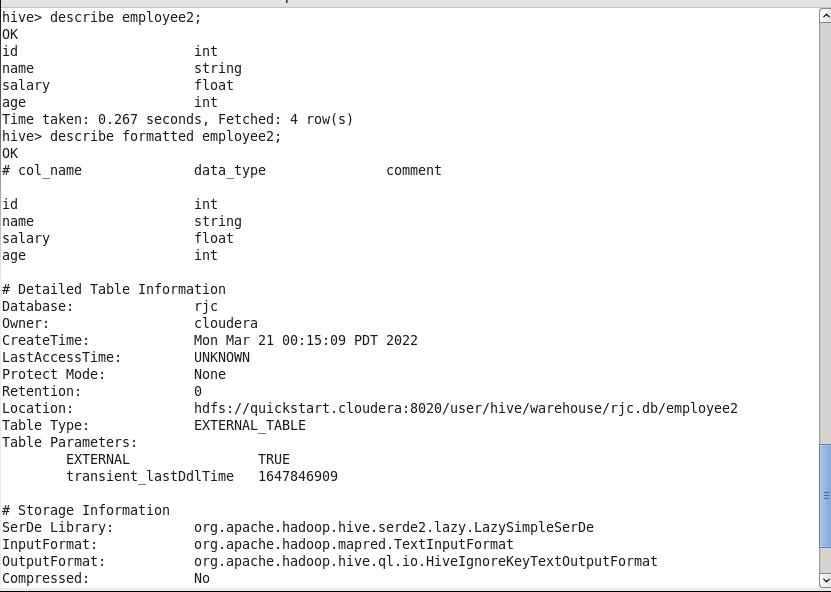 hive> describe employee2;
OK
id                      int
name                    string
salary                  float
age                     int
Time taken: 0.267 seconds, Fetched: 4 row(s)
hive> describe formatted employee2;
OK
# col_name              data_type               comment

id                      int
name                    string
salary                  float
age                     int

# Detailed Table Information
Database:               rjc
Owner:                  cloudera
CreateTime:             Mon Mar 21 00:15:09 PDT 2022
LastAccessTime:         UNKNOWN
Protect Mode:           None
Retention:              0
Location:               hdfs://quickstart.cloudera:8020/user/hive/warehouse/rjc.db/employee2
Table Type:             EXTERNAL_TABLE
Table Parameters:
        EXTERNAL                TRUE
        transient_lastDdlTime   1647846909

# Storage Information
SerDe Library:          org.apache.hadoop.hive.serde2.lazy.LazySimpleSerDe
InputFormat:            org.apache.hadoop.mapred.TextInputFormat
OutputFormat:           org.apache.hadoop.hive.ql.io.HiveIgnoreKeyTextOutputFormat
Compressed:             No